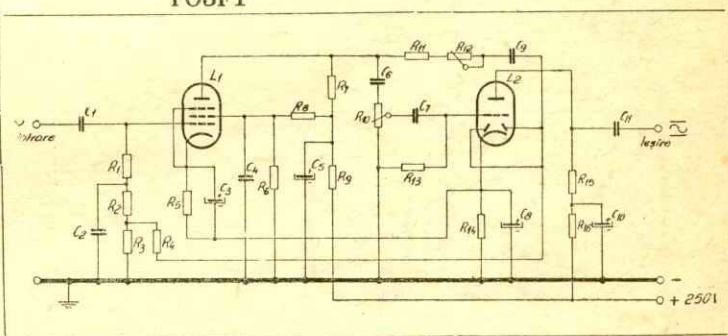 L1
R7
R11
R12
C9
C6
L2
C1
R8
R10
C7
C11
Intrare
Iesire
R1
R2
C2
R3
R4
R5
C3
C4
R6
C5
R9
R13
R14
C8
R15
R16
C10
-
+ 250V